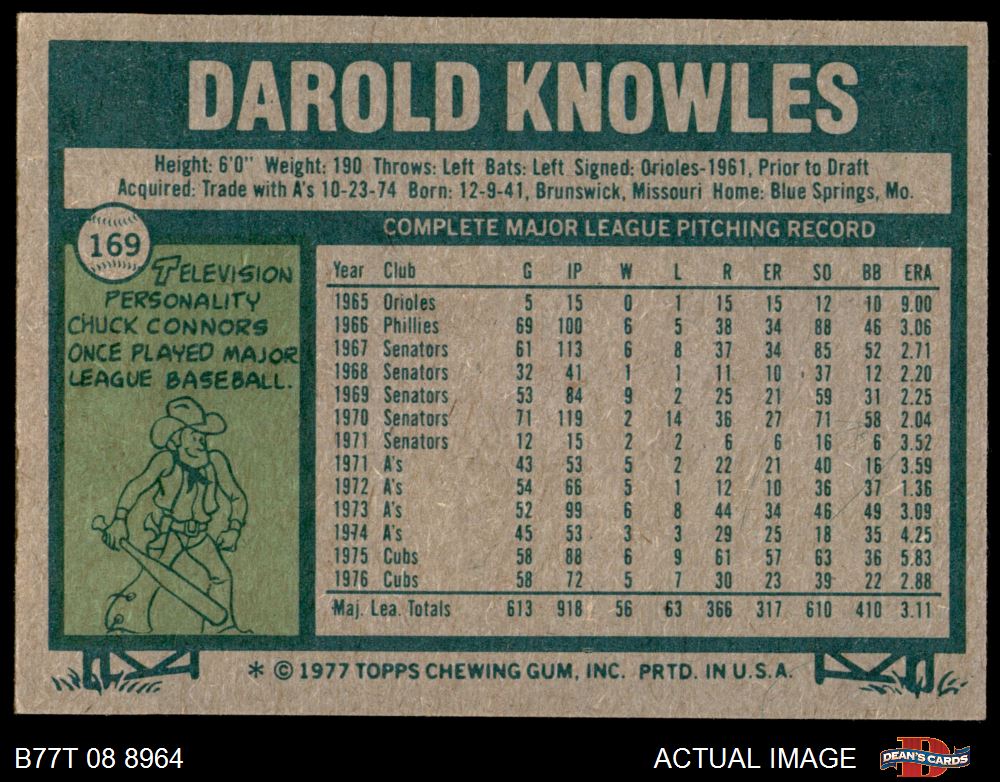 DAROLD KNOWLES
Height: 6'0" Weight: 190 Throws: Left Bats: Left Signed: Orioles-1961, Prior to Draft
Acquired: Trade with A's 10-23-74 Born: 12-9-41, Brunswick, Missouri Home: Blue Springs, Mo.
169
TELEVISION
PERSONALITY
CHUCK CONNORS
ONCE PLAYED MAJOR
LEAGUE BASEBALL.
COMPLETE MAJOR LEAGUE PITCHING RECORD
Year Club G IP W L R ER SO BB ERA
1965 Orioles 5 15 0 1 15 15 12 10 9.00
1966 Phillies 69 100 6 5 38 34 88 46 3.06
1967 Senators 61 113 6 8 37 34 85 52 2.71
1968 Senators 32 41 1 1 11 10 37 12 2.20
1969 Senators 53 84 9 2 25 21 59 31 2.25
1970 Senators 71 119 2 14 36 27 71 58 2.04
1971 Senators 12 15 2 2 6 6 16 6 3.52
1971 A's 43 53 5 2 22 21 40 16 3.59
1972 A's 54 66 5 1 12 10 36 37 1.36
1973 A's 52 99 6 8 44 34 46 49 3.09
1974 A's 45 53 3 3 29 25 18 35 4.25
1975 Cubs 58 88 6 9 61 57 63 36 5.83
1976 Cubs 58 72 5 7 30 23 39 22 2.88
Maj. Lea. Totals 613 918 56 63 366 317 610 410 3.11
* © 1977 TOPPS CHEWING GUM, INC. PRTD. IN U.S.A.
B77T 08 8964
ACTUAL IMAGE
DEAN'S CARDS